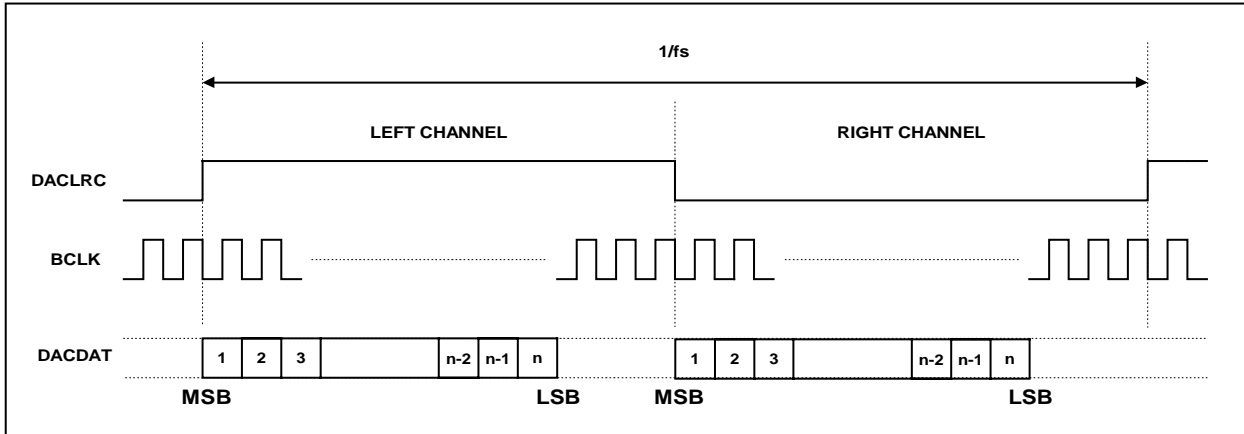 1/fs
LEFT CHANNEL RIGHT CHANNEL
DACLRC
BCLK
DACDAT 1 2 3 n-2 n-1 n 1 2 3 n-2 n-1 n
MSB LSB MSB LSB